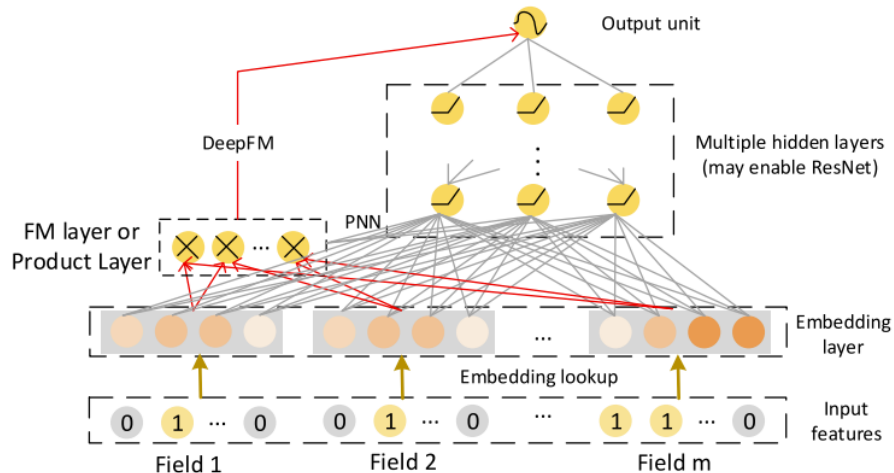 Output unit
DeepFM
Multiple hidden layers
(may enable ResNet)
PNN
FM layer or
Product Layer
...
...
Embedding
layer
Embedding lookup
0 1 ... 0 0 1 ... 0 ... 1 1 ... 0
Input
features
Field 1 Field 2 Field m